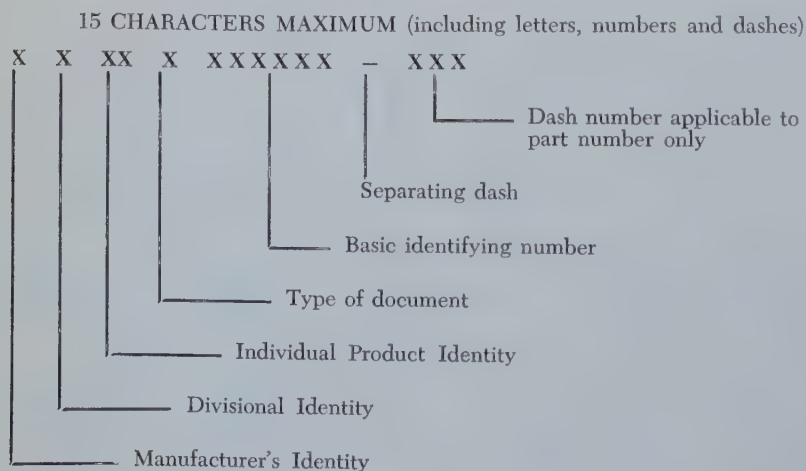 15 CHARACTERS MAXIMUM (including letters, numbers and dashes)
X X XX X XXXXXX – XXX
Dash number applicable to
part number only
Separating dash
Basic identifying number
Type of document
Individual Product Identity
Divisional Identity
Manufacturer's Identity